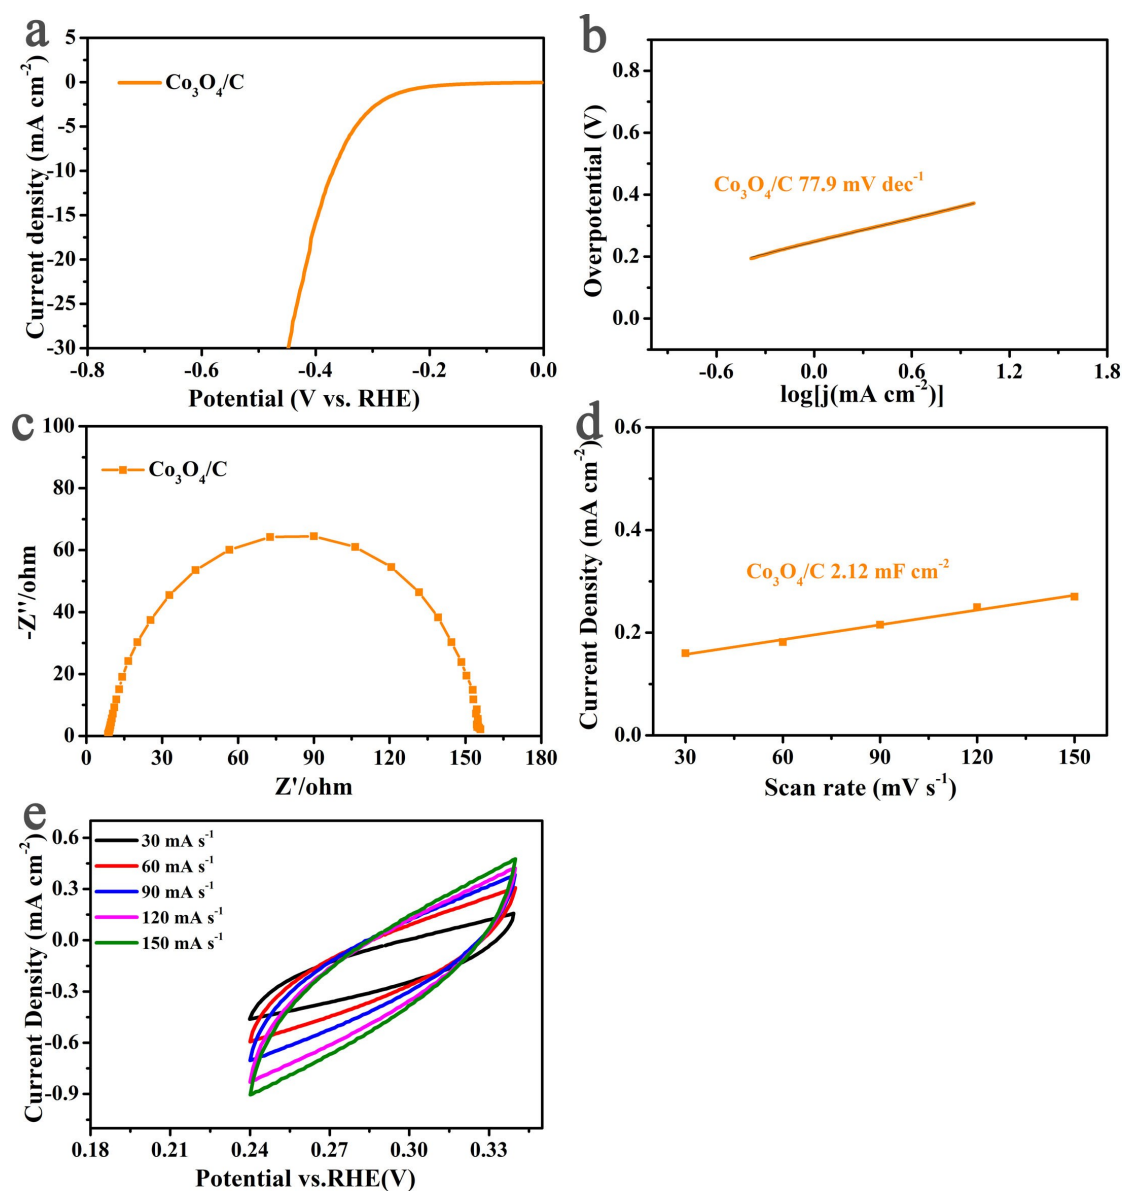 a
Current density (mA cm⁻²)
5
0
-5
-10
-15
-20
-25
-30
Co₃O₄/C
-0.8
-0.6
-0.4
-0.2
0.0
Potential (V vs. RHE)
b
Overpotential (V)
0.8
0.6
0.4
0.2
0.0
Co₃O₄/C 77.9 mV dec⁻¹
-0.6
0.0
0.6
1.2
1.8
log[j(mA cm⁻²)]
c
-Z''/ohm
100
80
60
40
20
0
Co₃O₄/C
0
30
60
90
120
150
180
Z'/ohm
d
Current Density (mA cm⁻²)
0.6
0.4
0.2
0.0
Co₃O₄/C 2.12 mF cm⁻²
30
60
90
120
150
Scan rate (mV s⁻¹)
e
Current Density (mA cm⁻²)
0.6
0.3
0.0
-0.3
-0.6
-0.9
30 mA s⁻¹
60 mA s⁻¹
90 mA s⁻¹
120 mA s⁻¹
150 mA s⁻¹
0.18
0.21
0.24
0.27
0.30
0.33
Potential vs.RHE(V)